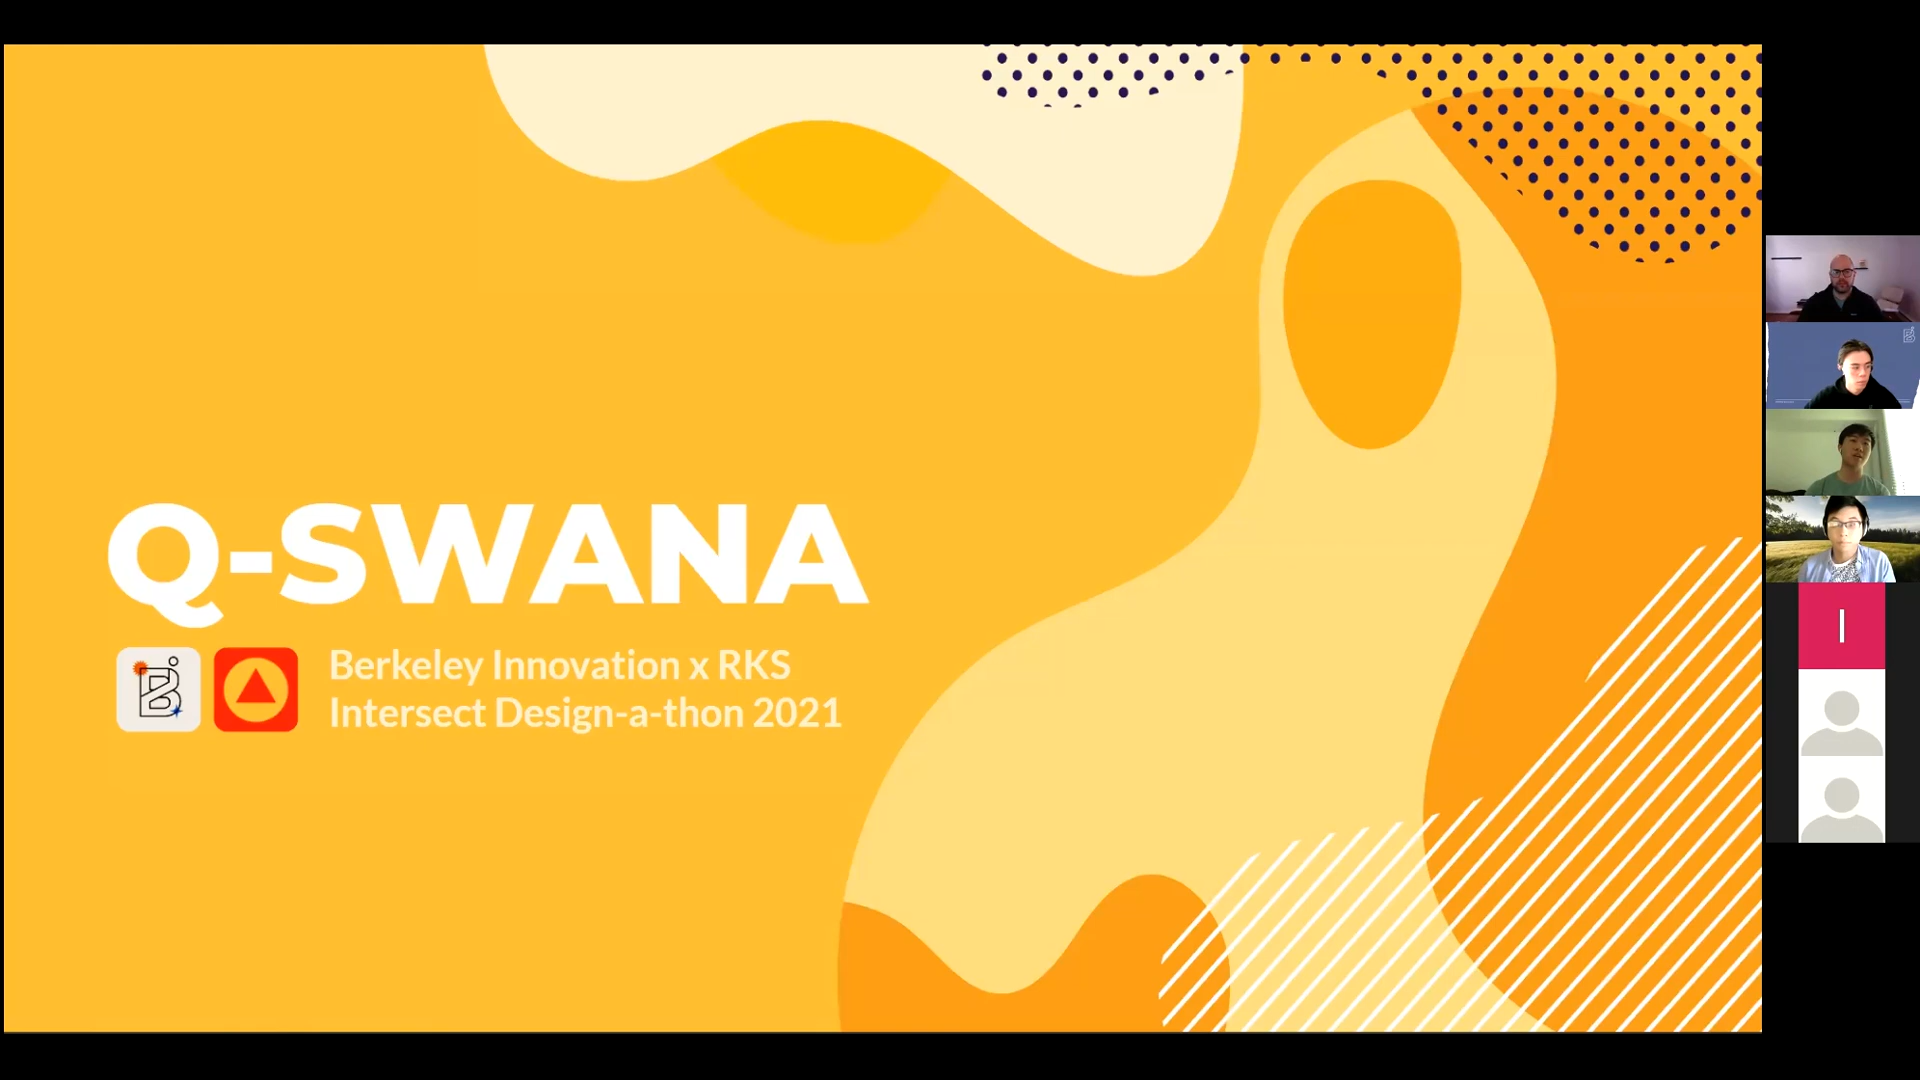 Q-SWANA
Berkeley Innovation x RKS
Intersect Design-a-thon 2021
I